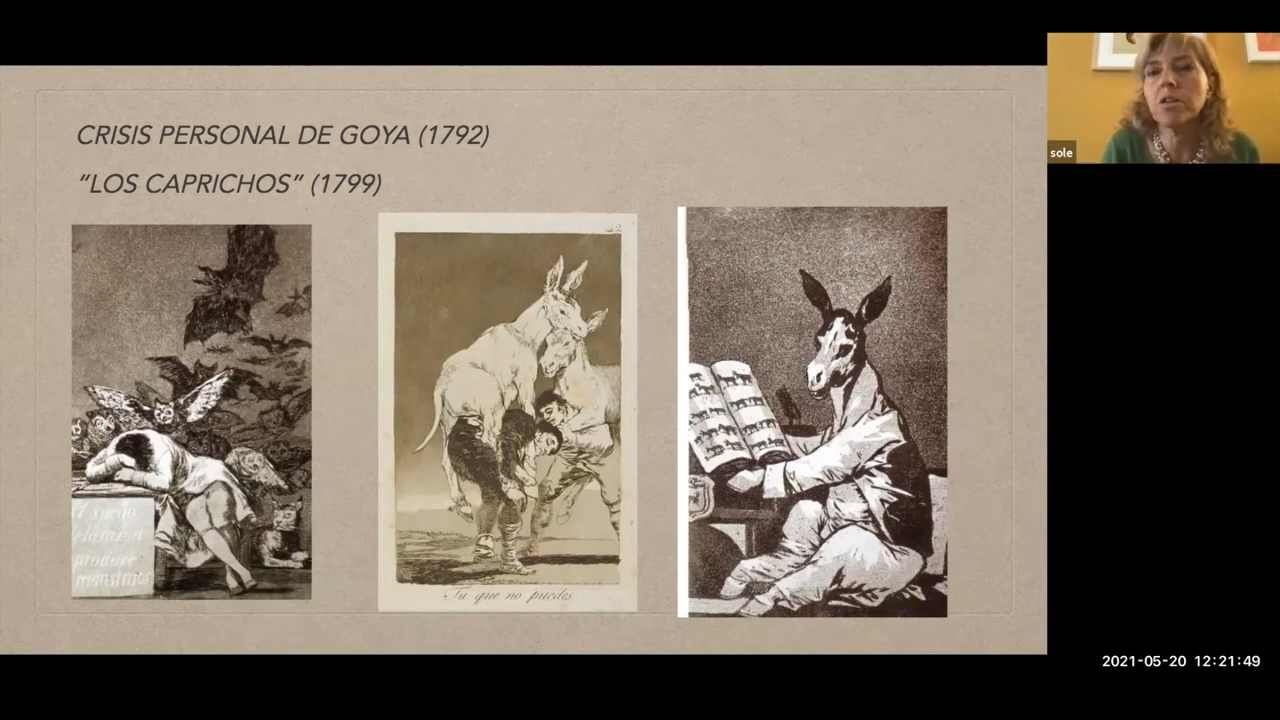 CRISIS PERSONAL DE GOYA (1792)
“LOS CAPRICHOS” (1799)
sole
El sueño
de la razon
produce
monstruos
Tu que no puedes.
2021-05-20 12:21:49